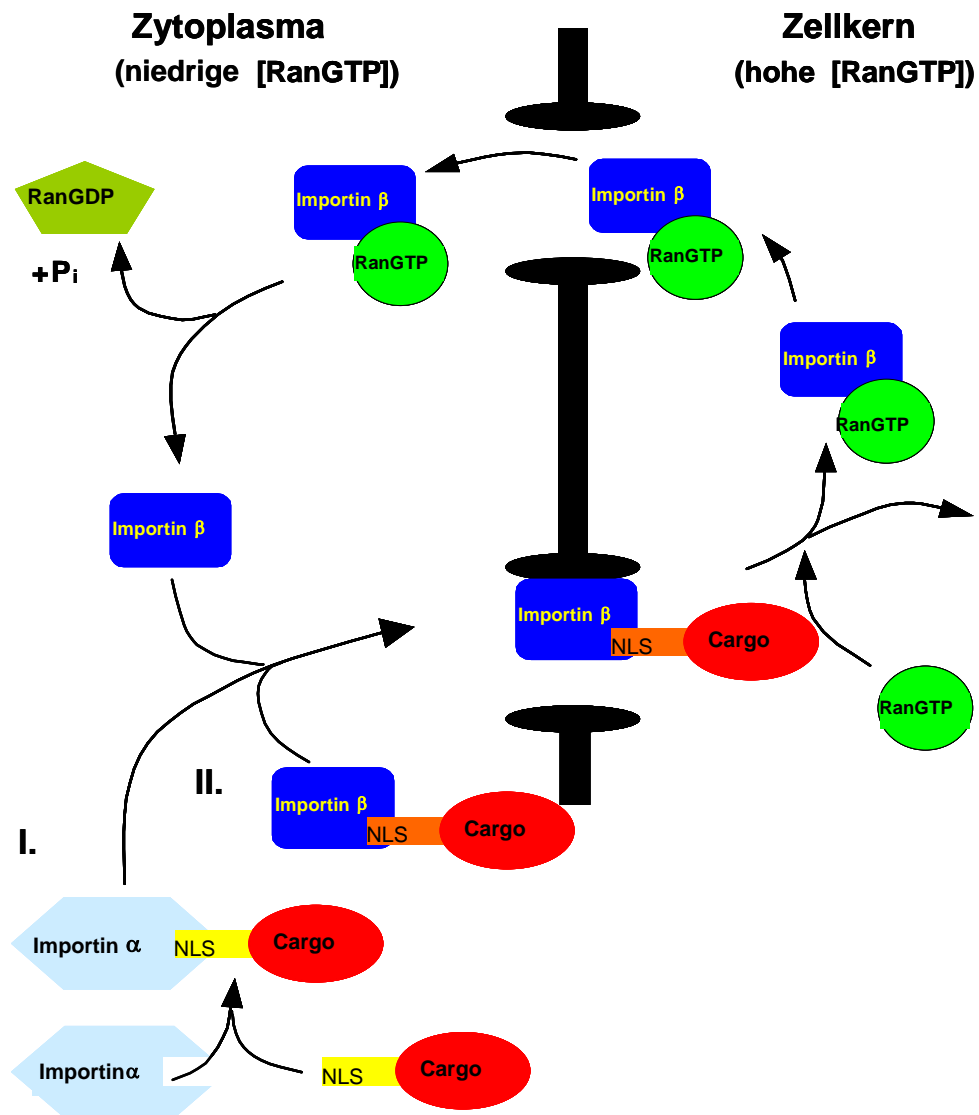 Zytoplasma
(niedrige [RanGTP])
Zellkern
(hohe [RanGTP])
RanGDP
+Pi
Importin β
RanGTP
Importin β
RanGTP
Importin β
RanGTP
Importin β
Importin β
NLS
Cargo
RanGTP
II.
Importin β
NLS
Cargo
I.
Importin α
NLS
Cargo
Importinα
NLS
Cargo